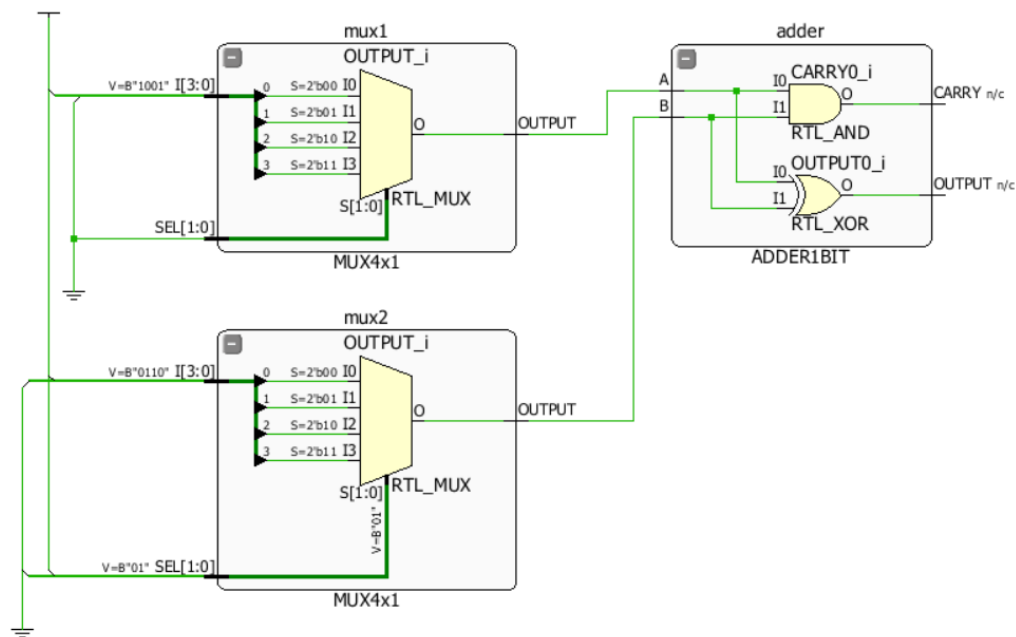 mux1
OUTPUT_i
V=B"1001" I[3:0]
0 S=2'b00 I0
1 S=2'b01 I1
2 S=2'b10 I2
3 S=2'b11 I3
O
OUTPUT
S[1:0]
RTL_MUX
SEL[1:0]
MUX4x1
adder
A
B
I0
I1
CARRY0_i
O
RTL_AND
CARRY n/c
OUTPUT0_i
I0
I1
O
RTL_XOR
OUTPUT n/c
ADDER1BIT
mux2
OUTPUT_i
V=B"0110" I[3:0]
0 S=2'b00 I0
1 S=2'b01 I1
2 S=2'b10 I2
3 S=2'b11 I3
O
OUTPUT
S[1:0]
RTL_MUX
V=B"01"
V=B"01" SEL[1:0]
MUX4x1